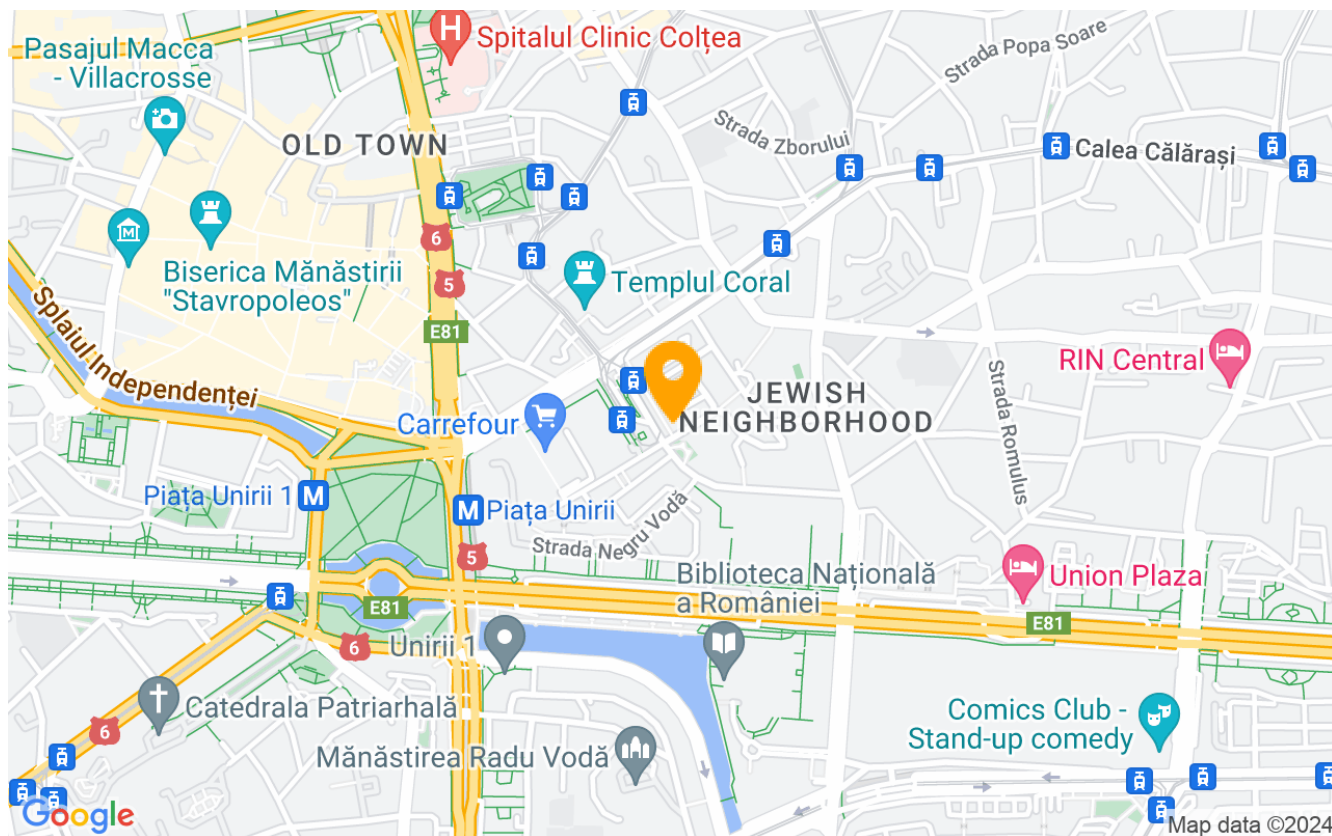 Spitalul Clinic Colțea
Strada Popa Soare
Pasajul Macca
- Villacrosse
OLD TOWN
Strada Zborului
Calea Călărași
6
Biserica Mănăstirii
"Stavropoleos"
5
Templul Coral
E81
Splaiul Independenței
RIN Central
JEWISH
NEIGHBORHOOD
Carrefour
Strada Romulus
Piața Unirii 1
M
M
Piața Unirii
Strada Negru Vodă
5
Biblioteca Națională
a României
Union Plaza
E81
E81
6
Unirii 1
Catedrala Patriarhală
6
Comics Club -
Stand-up comedy
Mănăstirea Radu Vodă
Google
Map data ©2024